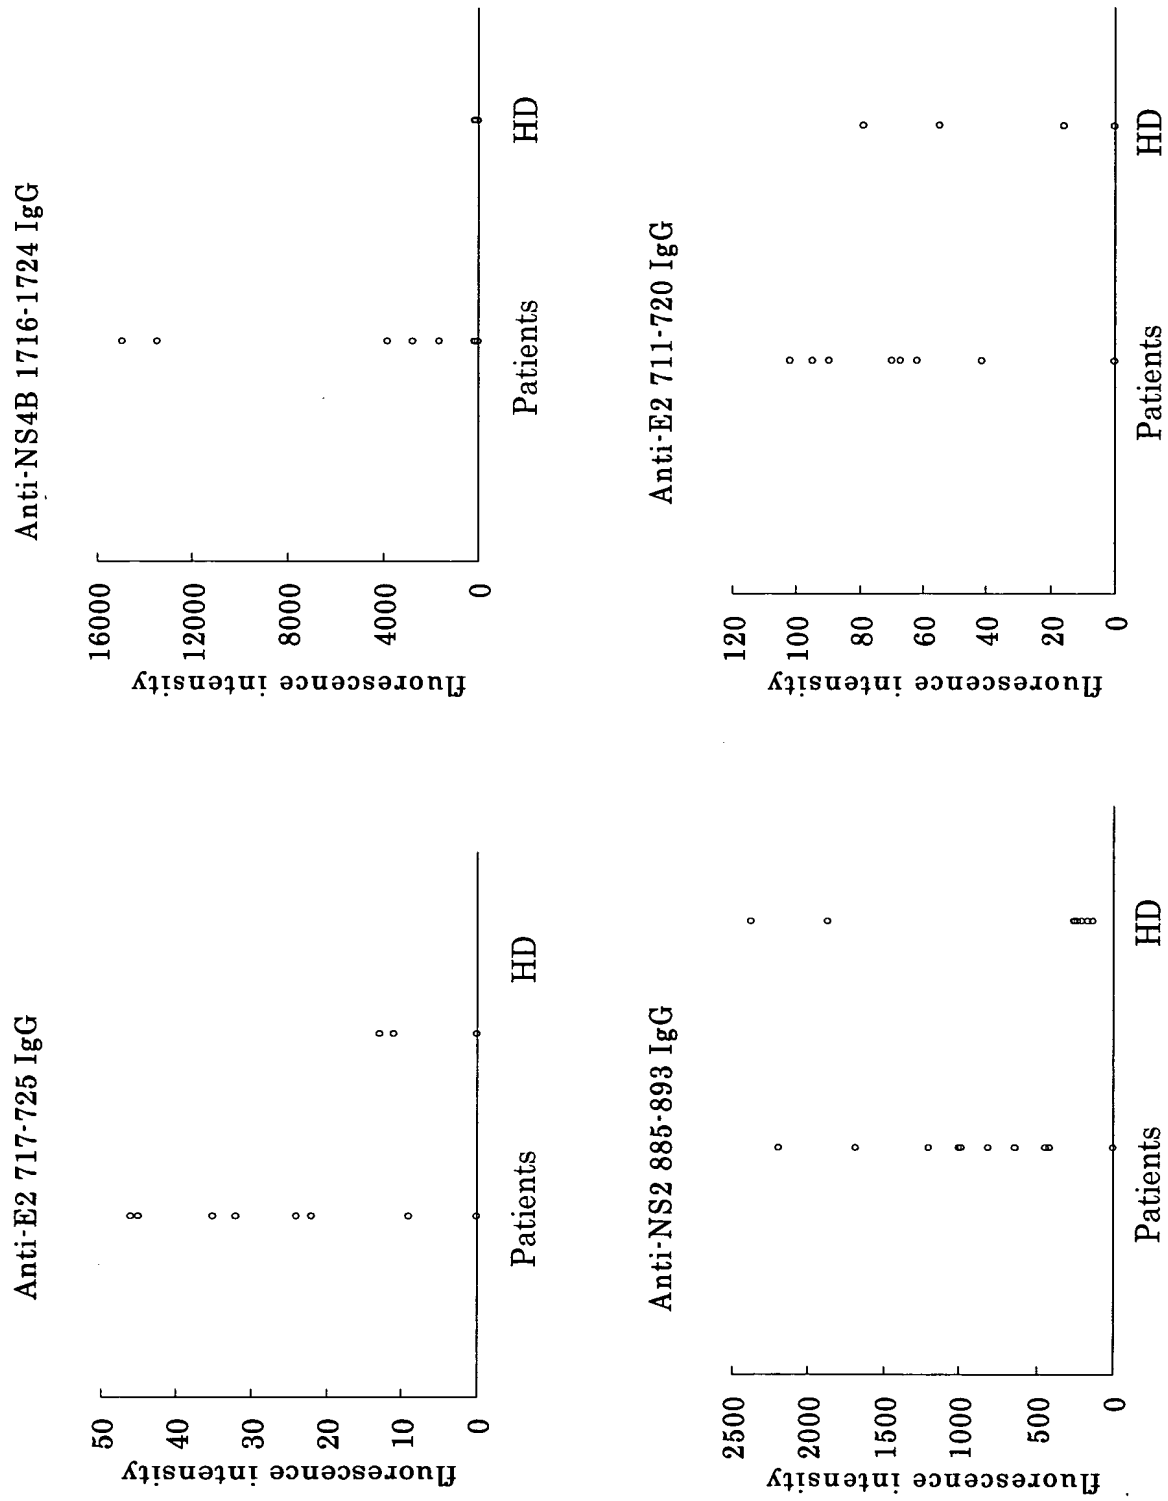 Anti-E2 717-725 IgG
fluorescence intensity
50
40
30
20
10
0
Patients
HD
Anti-NS4B 1716-1724 IgG
fluorescence intensity
16000
12000
8000
4000
0
Patients
HD
Anti-NS2 885-893 IgG
fluorescence intensity
2500
2000
1500
1000
500
0
Patients
HD
Anti-E2 711-720 IgG
fluorescence intensity
120
100
80
60
40
20
0
Patients
HD